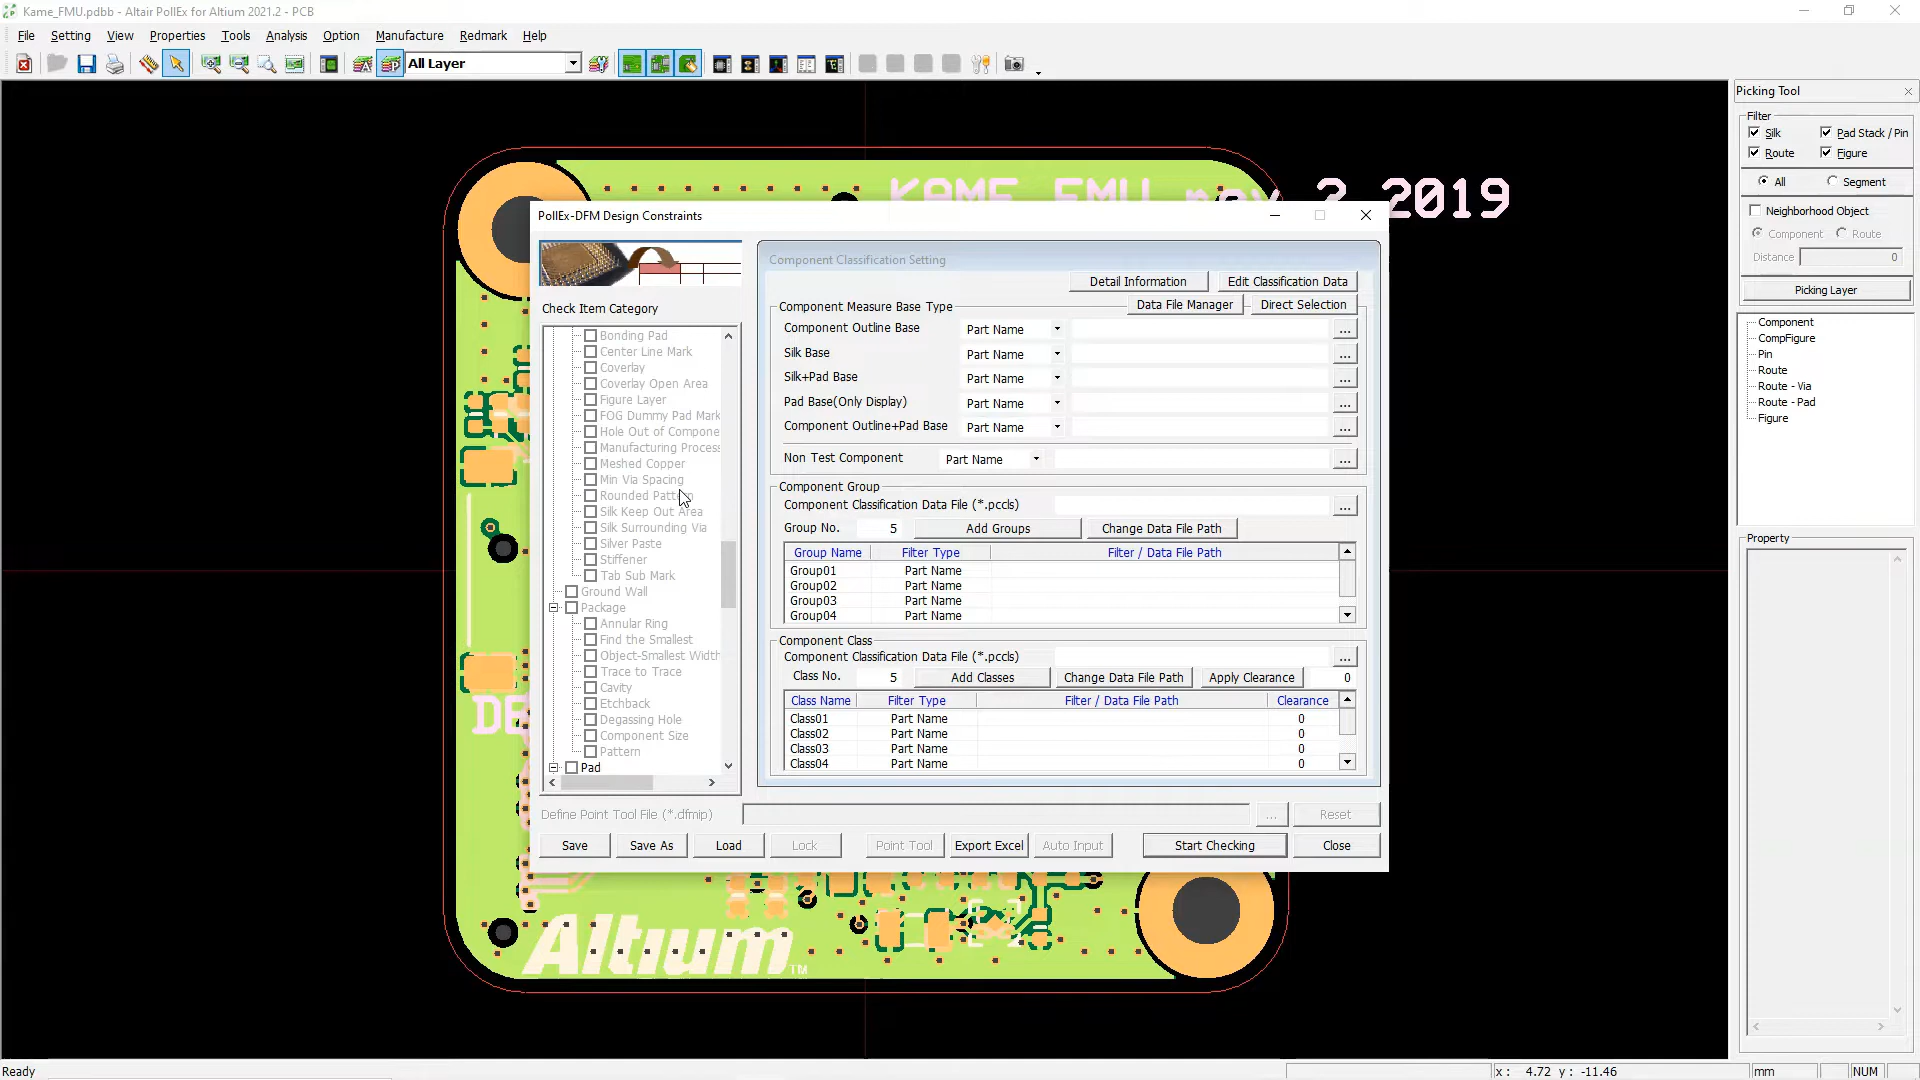 Kame_FMU.pdbb - Altair PollEx for Altium 2021.2 - PCB
File Setting View Properties Tools Analysis Option Manufacture Redmark Help
All Layer
KAME FMU rev 2 2019
Picking Tool
Filter
Silk Pad Stack / Pin
Route Figure
All Segment
Neighborhood Object
Component Route
Distance 0
Picking Layer
Component
CompFigure
Pin
Route
Route - Via
Route - Pad
Figure
Property
PollEx-DFM Design Constraints
Check Item Category
Bonding Pad
Center Line Mark
Coverlay
Coverlay Open Area
Figure Layer
FOG Dummy Pad Mark
Hole Out of Compone
Manufacturing Process
Meshed Copper
Min Via Spacing
Rounded Pattern
Silk Keep Out Area
Silk Surrounding Via
Silver Paste
Stiffener
Tab Sub Mark
Ground Wall
Package
Annular Ring
Find the Smallest
Object-Smallest Width
Trace to Trace
Cavity
Etchback
Degassing Hole
Component Size
Pattern
Pad
Component Classification Setting
Detail Information Edit Classification Data
Component Measure Base Type Data File Manager Direct Selection
Component Outline Base Part Name ...
Silk Base Part Name ...
Silk+Pad Base Part Name ...
Pad Base(Only Display) Part Name ...
Component Outline+Pad Base Part Name ...
Non Test Component Part Name ...
Component Group
Component Classification Data File (*.pccls) ...
Group No. 5 Add Groups Change Data File Path
Group Name Filter Type Filter / Data File Path
Group01 Part Name
Group02 Part Name
Group03 Part Name
Group04 Part Name
Component Class
Component Classification Data File (*.pccls) ...
Class No. 5 Add Classes Change Data File Path Apply Clearance 0
Class Name Filter Type Filter / Data File Path Clearance
Class01 Part Name 0
Class02 Part Name 0
Class03 Part Name 0
Class04 Part Name 0
Define Point Tool File (*.dfmip) ... Reset
Save Save As Load Lock Point Tool Export Excel Auto Input Start Checking Close
DE
Altium TM
Ready x : 4.72 y : -11.46 mm NUM